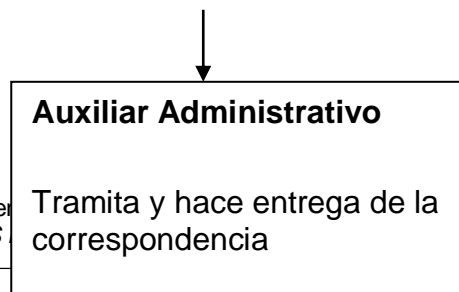 Auxiliar Administrativo
Tramita y hace entrega de la
correspondencia